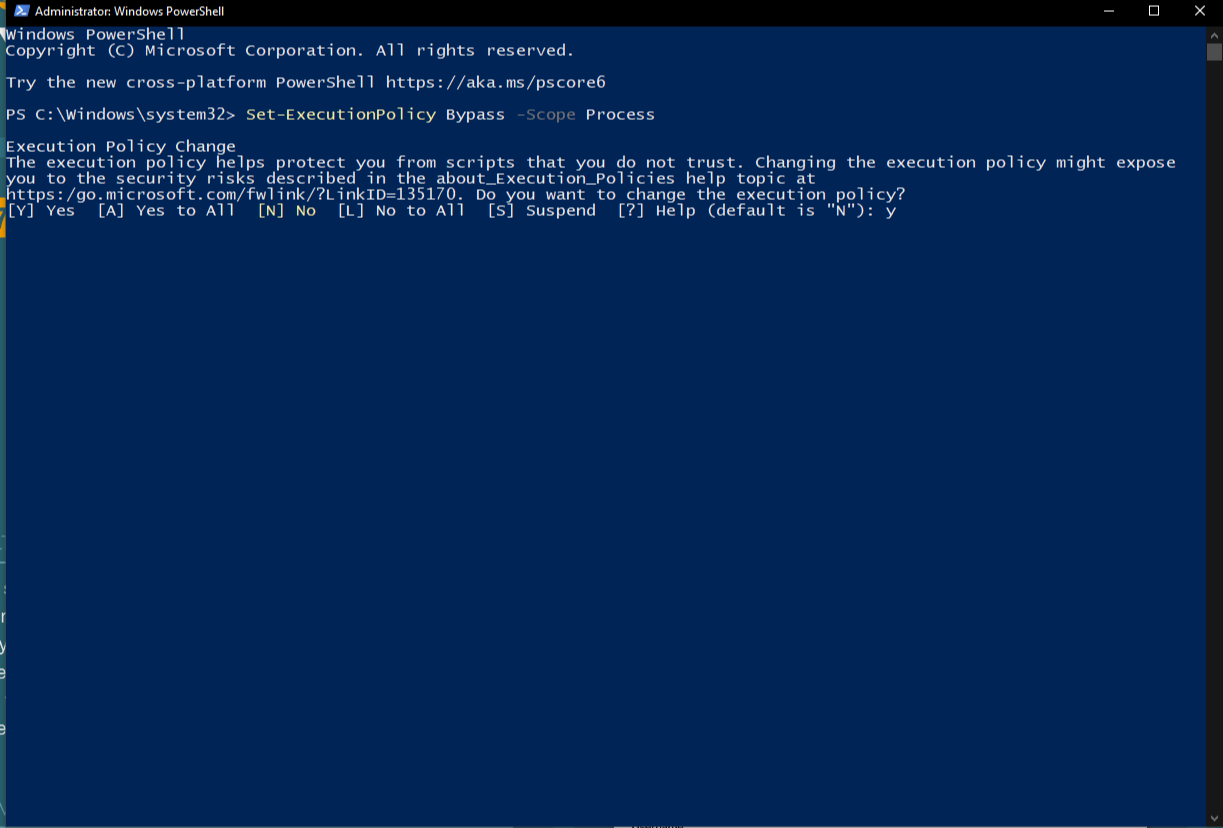 Administrator: Windows PowerShell
Windows PowerShell
Copyright (C) Microsoft Corporation. All rights reserved.
Try the new cross-platform PowerShell https://aka.ms/pscore6
PS C:\Windows\system32> Set-ExecutionPolicy Bypass -Scope Process
Execution Policy Change
The execution policy helps protect you from scripts that you do not trust. Changing the execution policy might expose
you to the security risks described in the about_Execution_Policies help topic at
https:/go.microsoft.com/fwlink/?LinkID=135170. Do you want to change the execution policy?
[Y] Yes  [A] Yes to All  [N] No  [L] No to All  [S] Suspend  [?] Help (default is "N"): y